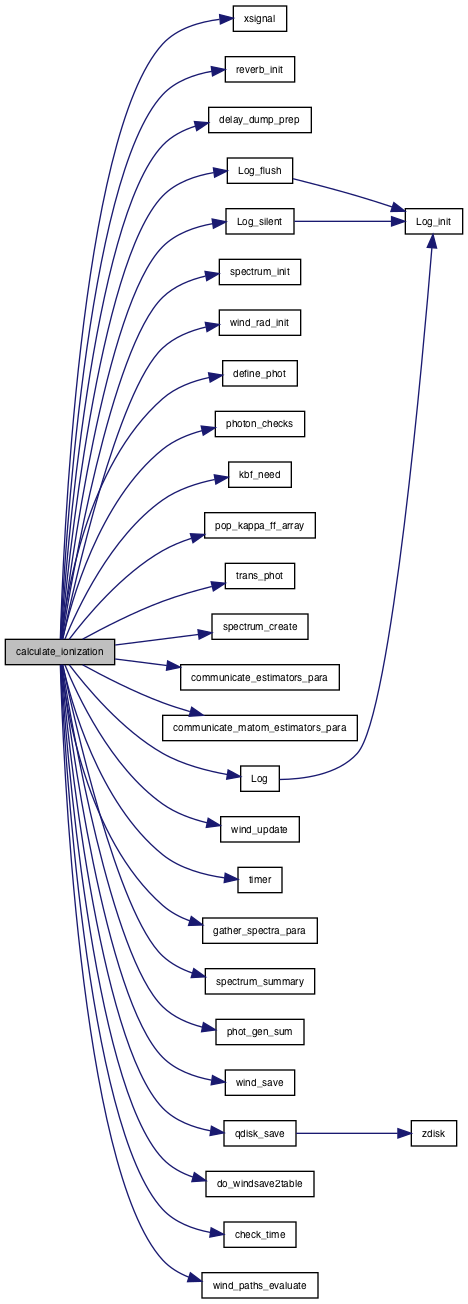 xsignal
reverb_init
delay_dump_prep
Log_flush
Log_init
Log_silent
spectrum_init
wind_rad_init
define_phot
photon_checks
kbf_need
pop_kappa_ff_array
trans_phot
spectrum_create
calculate_ionization
communicate_estimators_para
communicate_matom_estimators_para
Log
wind_update
timer
gather_spectra_para
spectrum_summary
phot_gen_sum
wind_save
qdisk_save
zdisk
do_windsave2table
check_time
wind_paths_evaluate